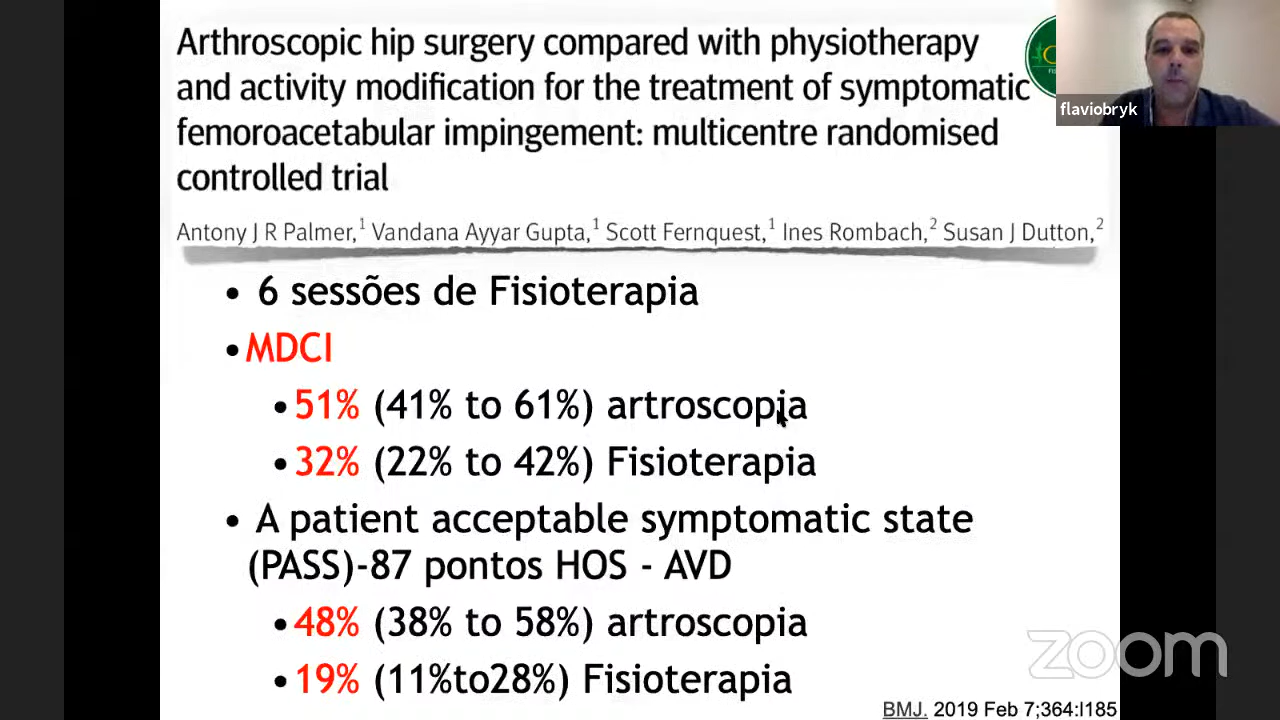 Arthroscopic hip surgery compared with physiotherapy
and activity modification for the treatment of symptomatic
femoroacetabular impingement: multicentre randomised
controlled trial
Antony J R Palmer,1 Vandana Ayyar Gupta,1 Scott Fernquest,1 Ines Rombach,2 Susan J Dutton,2
flaviobryk
• 6 sessões de Fisioterapia
• MDCI
• 51% (41% to 61%) artroscopia
• 32% (22% to 42%) Fisioterapia
• A patient acceptable symptomatic state
(PASS)-87 pontos HOS - AVD
• 48% (38% to 58%) artroscopia
• 19% (11%to28%) Fisioterapia
zoom
BMJ. 2019 Feb 7;364:l185